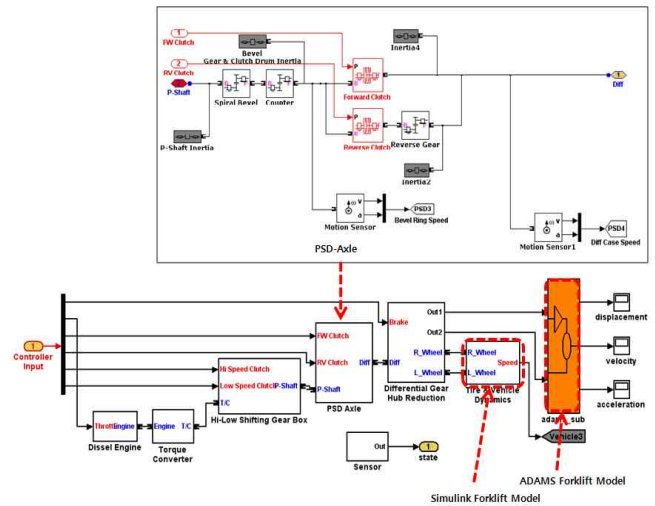 1
FW Clutch
2
RV Clutch
P-Shaft
Bevel
Gear & Clutch Drum Inertia
Spiral Bevel
Counter
P-Shaft Inertia
Forward Clutch
Inertia4
Reverse Clutch
Reverse Gear
Inertia2
1
Diff
Motion Sensor
v
a
PSD3
Bevel Ring Speed
Motion Sensor1
v
a
PSD4
Diff Case Speed
PSD-Axle
1
Controller
Input
Throttle
Engine
Dissel Engine
Engine
T/C
Torque
Converter
Hi Speed Clutch
Low Speed Clutch
P-Shaft
T/C
Hi-Low Shifting Gear Box
FW Clutch
RV Clutch
Diff
P-Shaft
PSD Axle
Brake
Out1
Out2
R_Wheel
Diff
L_Wheel
Differential Gear
Hub Reduction
R_Wheel
Speed
L_Wheel
Tire & Vehicle
Dynamics
displacement
velocity
acceleration
Vehicle3
Out
Sensor
1
state
Simulink Forklift Model
ADAMS Forklift Model